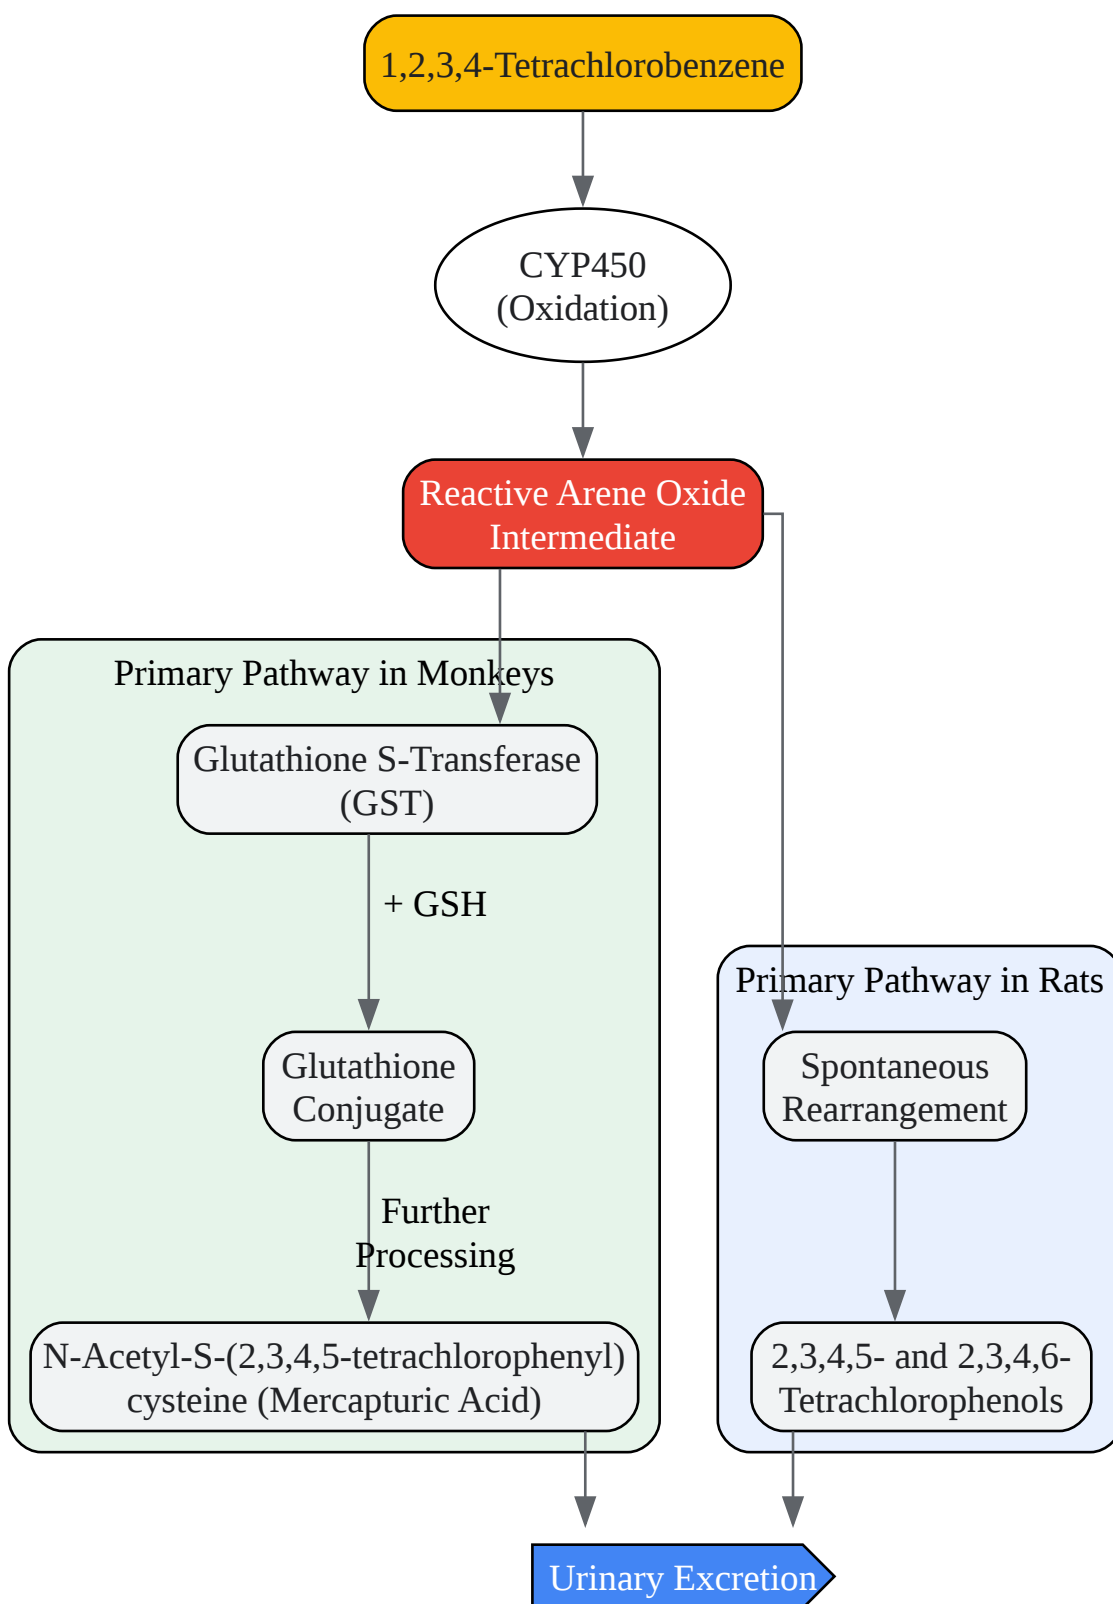 1,2,3,4-Tetrachlorobenzene
CYP450
(Oxidation)
Reactive Arene Oxide
Intermediate
Primary Pathway in Monkeys
Glutathione S-Transferase
(GST)
+ GSH
Glutathione
Conjugate
Further
Processing
N-Acetyl-S-(2,3,4,5-tetrachlorophenyl)
cysteine (Mercapturic Acid)
Primary Pathway in Rats
Spontaneous
Rearrangement
2,3,4,5- and 2,3,4,6-
Tetrachlorophenols
Urinary Excretion